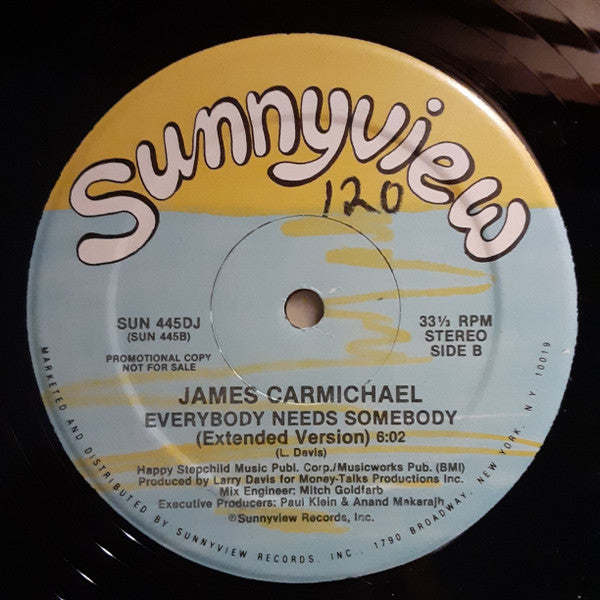 Sunnyview
120
SUN 445DJ
(SUN 445B)
PROMOTIONAL COPY
NOT FOR SALE
33⅓ RPM
STEREO
SIDE B
JAMES CARMICHAEL
EVERYBODY NEEDS SOMEBODY
(Extended Version) 6:02
(L. Davis)
Happy Stepchild Music Publ. Corp./Musicworks Pub. (BMI)
Produced by Larry Davis for Money-Talks Productions Inc.
Mix Engineer: Mitch Goldfarb
Executive Producers: Paul Klein & Anand Makarajh
℗Sunnyview Records, Inc.
MARKETED AND DISTRIBUTED BY SUNNYVIEW RECORDS, INC., 1790 BROADWAY, NEW YORK, N.Y. 10019